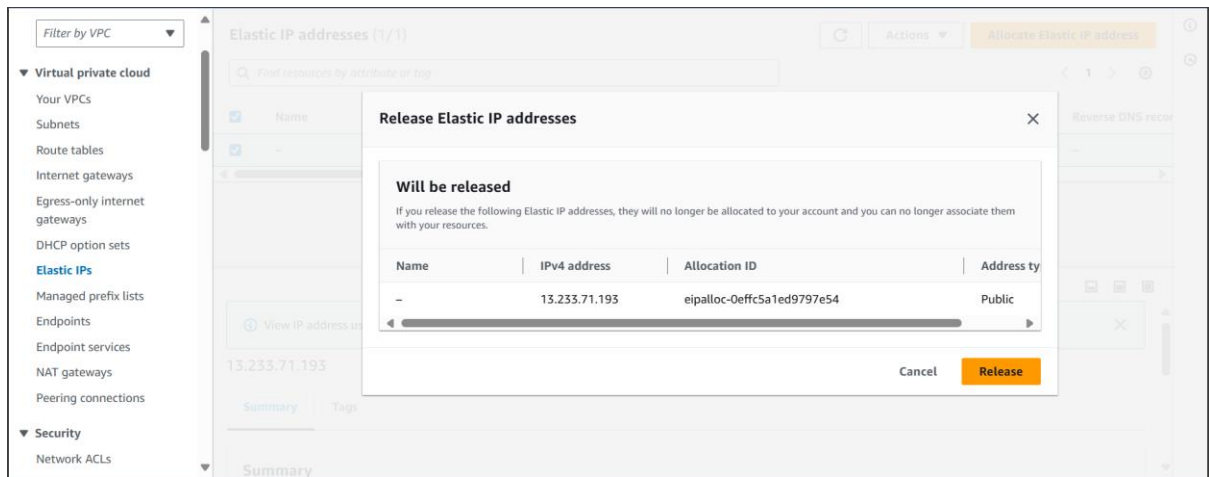 Filter by VPC
Virtual private cloud
Your VPCs
Subnets
Route tables
Internet gateways
Egress-only internet
gateways
DHCP option sets
Elastic IPs
Managed prefix lists
Endpoints
Endpoint services
NAT gateways
Peering connections
Security
Network ACLs
Elastic IP addresses (1/1)
Actions
Allocate Elastic IP address
Find resources by attribute or tag
1
Name
Reverse DNS recor
–
–
Release Elastic IP addresses
Will be released
If you release the following Elastic IP addresses, they will no longer be allocated to your account and you can no longer associate them
with your resources.
Name IPv4 address Allocation ID Address ty
– 13.233.71.193 eipalloc-0effc5a1ed9797e54 Public
Cancel Release
View IP address us
13.233.71.193
Summary Tags
Summary